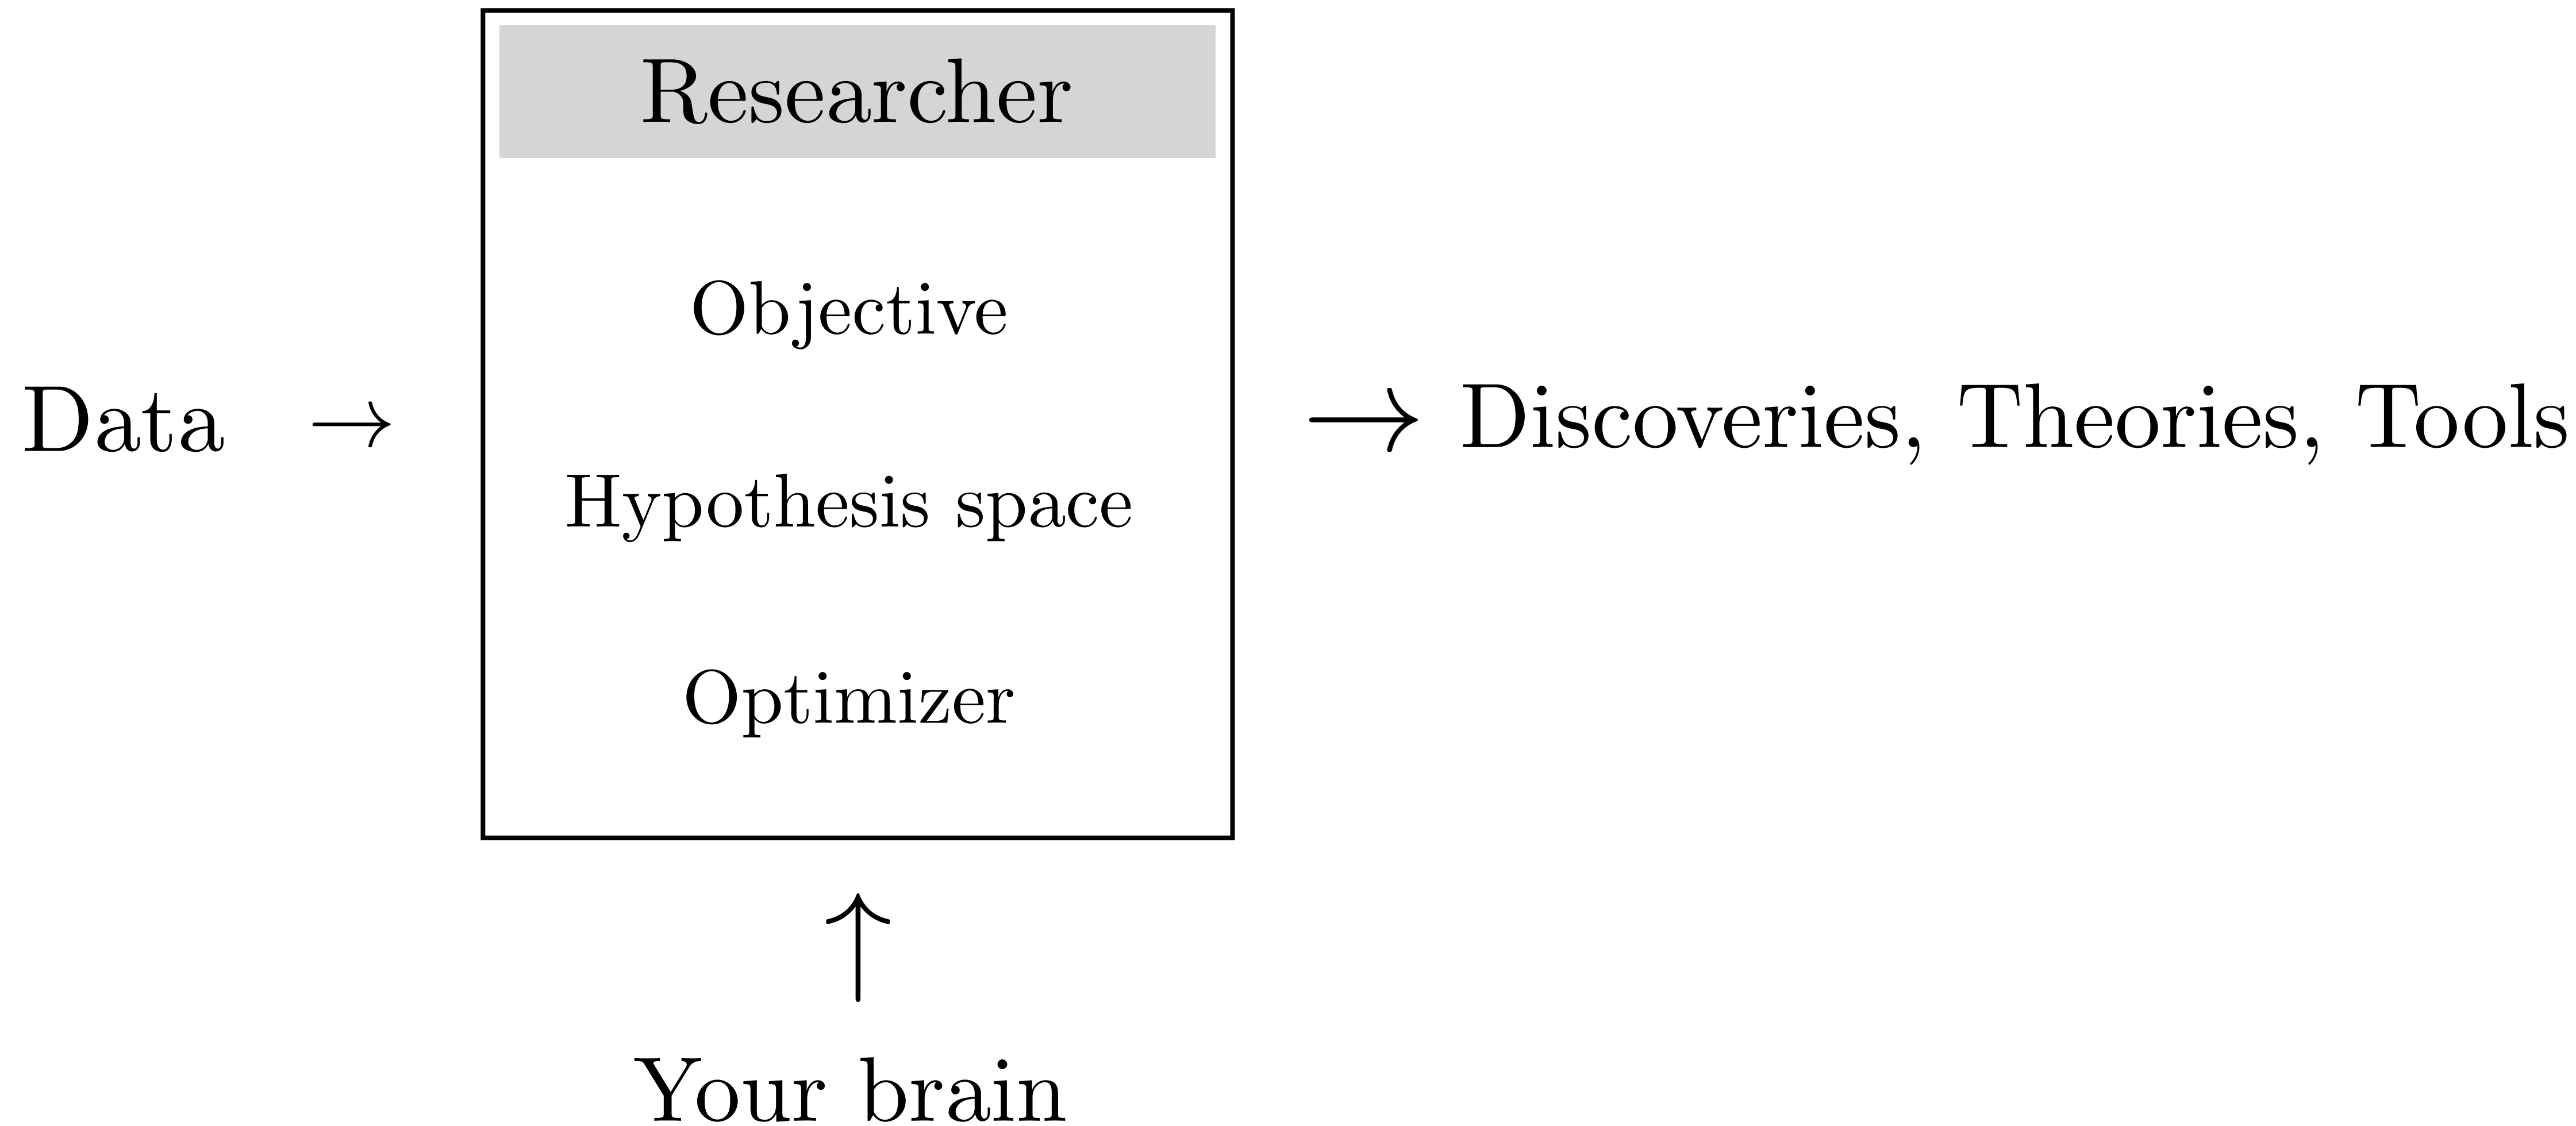 Researcher
Objective
Data → → Discoveries, Theories, Tools
Hypothesis space
Optimizer
↑
Your brain